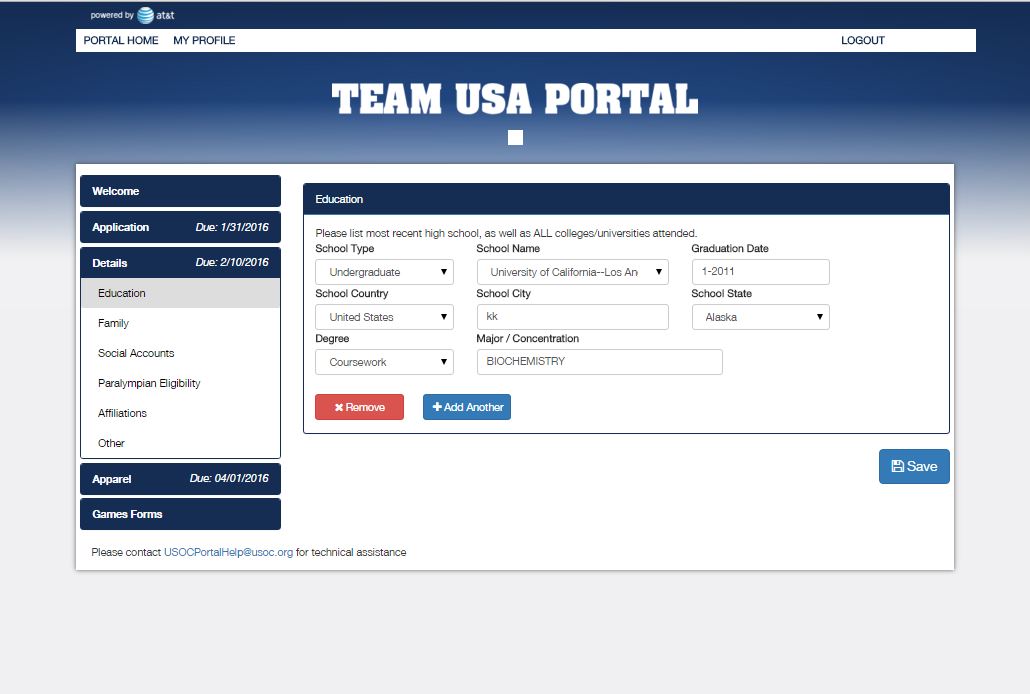 powered by at&t
PORTAL HOME MY PROFILE LOGOUT
TEAM USA PORTAL
Welcome
Application Due: 1/31/2016
Details Due: 2/10/2016
Education
Family
Social Accounts
Paralympian Eligibility
Affiliations
Other
Apparel Due: 04/01/2016
Games Forms
Education
Please list most recent high school, as well as ALL colleges/universities attended.
School Type School Name Graduation Date
Undergraduate University of California--Los An 1-2011
School Country School City School State
United States kk Alaska
Degree Major / Concentration
Coursework BIOCHEMISTRY
Remove Add Another
Save
Please contact USOCPortalHelp@usoc.org for technical assistance